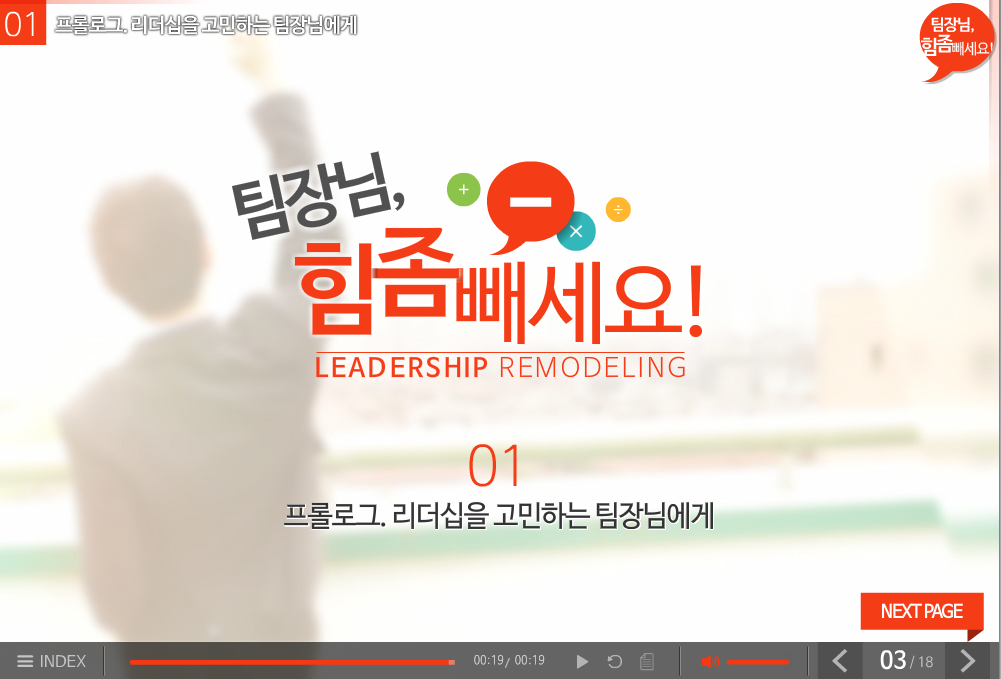 01 프롤로그. 리더십을 고민하는 팀장님에게
팀장님,
힘좀빼세요!
팀장님,
+ − × ÷
힘좀빼세요!
LEADERSHIP REMODELING
01
프롤로그. 리더십을 고민하는 팀장님에게
NEXT PAGE
INDEX 00:19/ 00:19 03 / 18